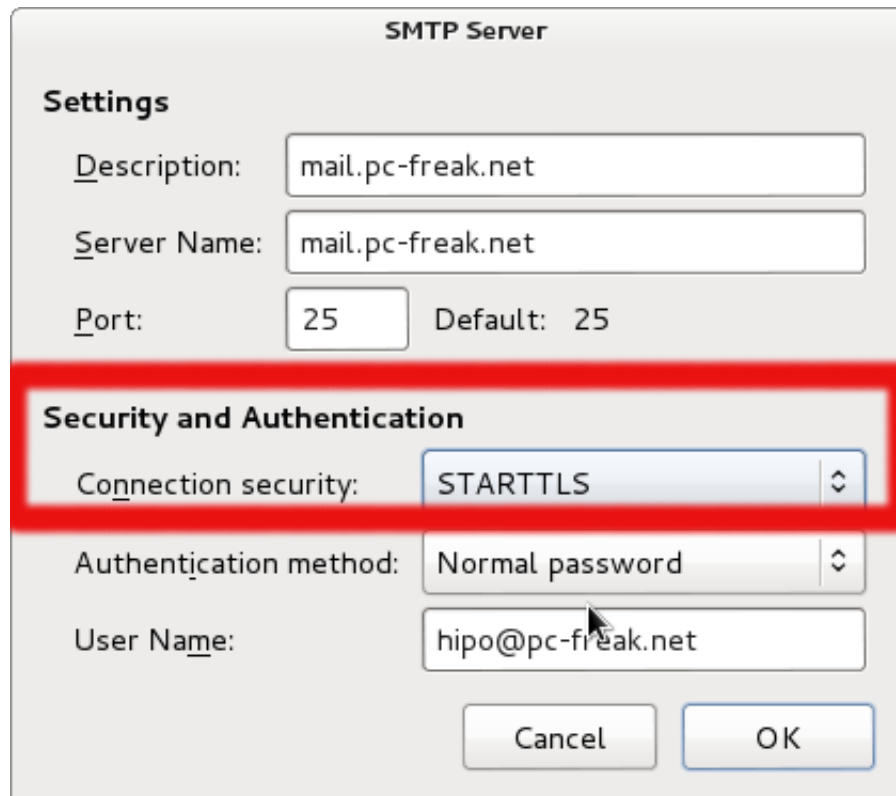 SMTP Server
Settings
Description: mail.pc-freak.net
Server Name: mail.pc-freak.net
Port: 25 Default: 25
Security and Authentication
Connection security: STARTTLS
Authentication method: Normal password
User Name: hipo@pc-freak.net
Cancel OK